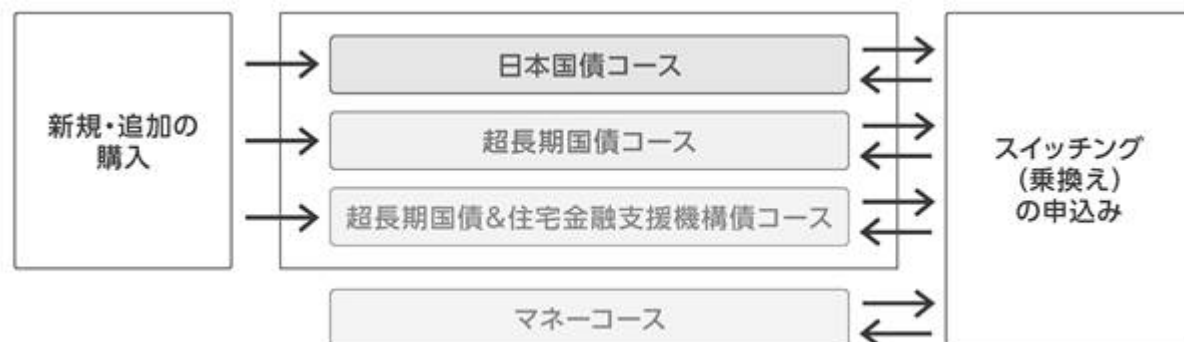 新規・追加の
購入
日本国債コース
超長期国債コース
超長期国債&住宅金融支援機構債コース
マネーコース
スイッチング
(乗換え)
の申込み